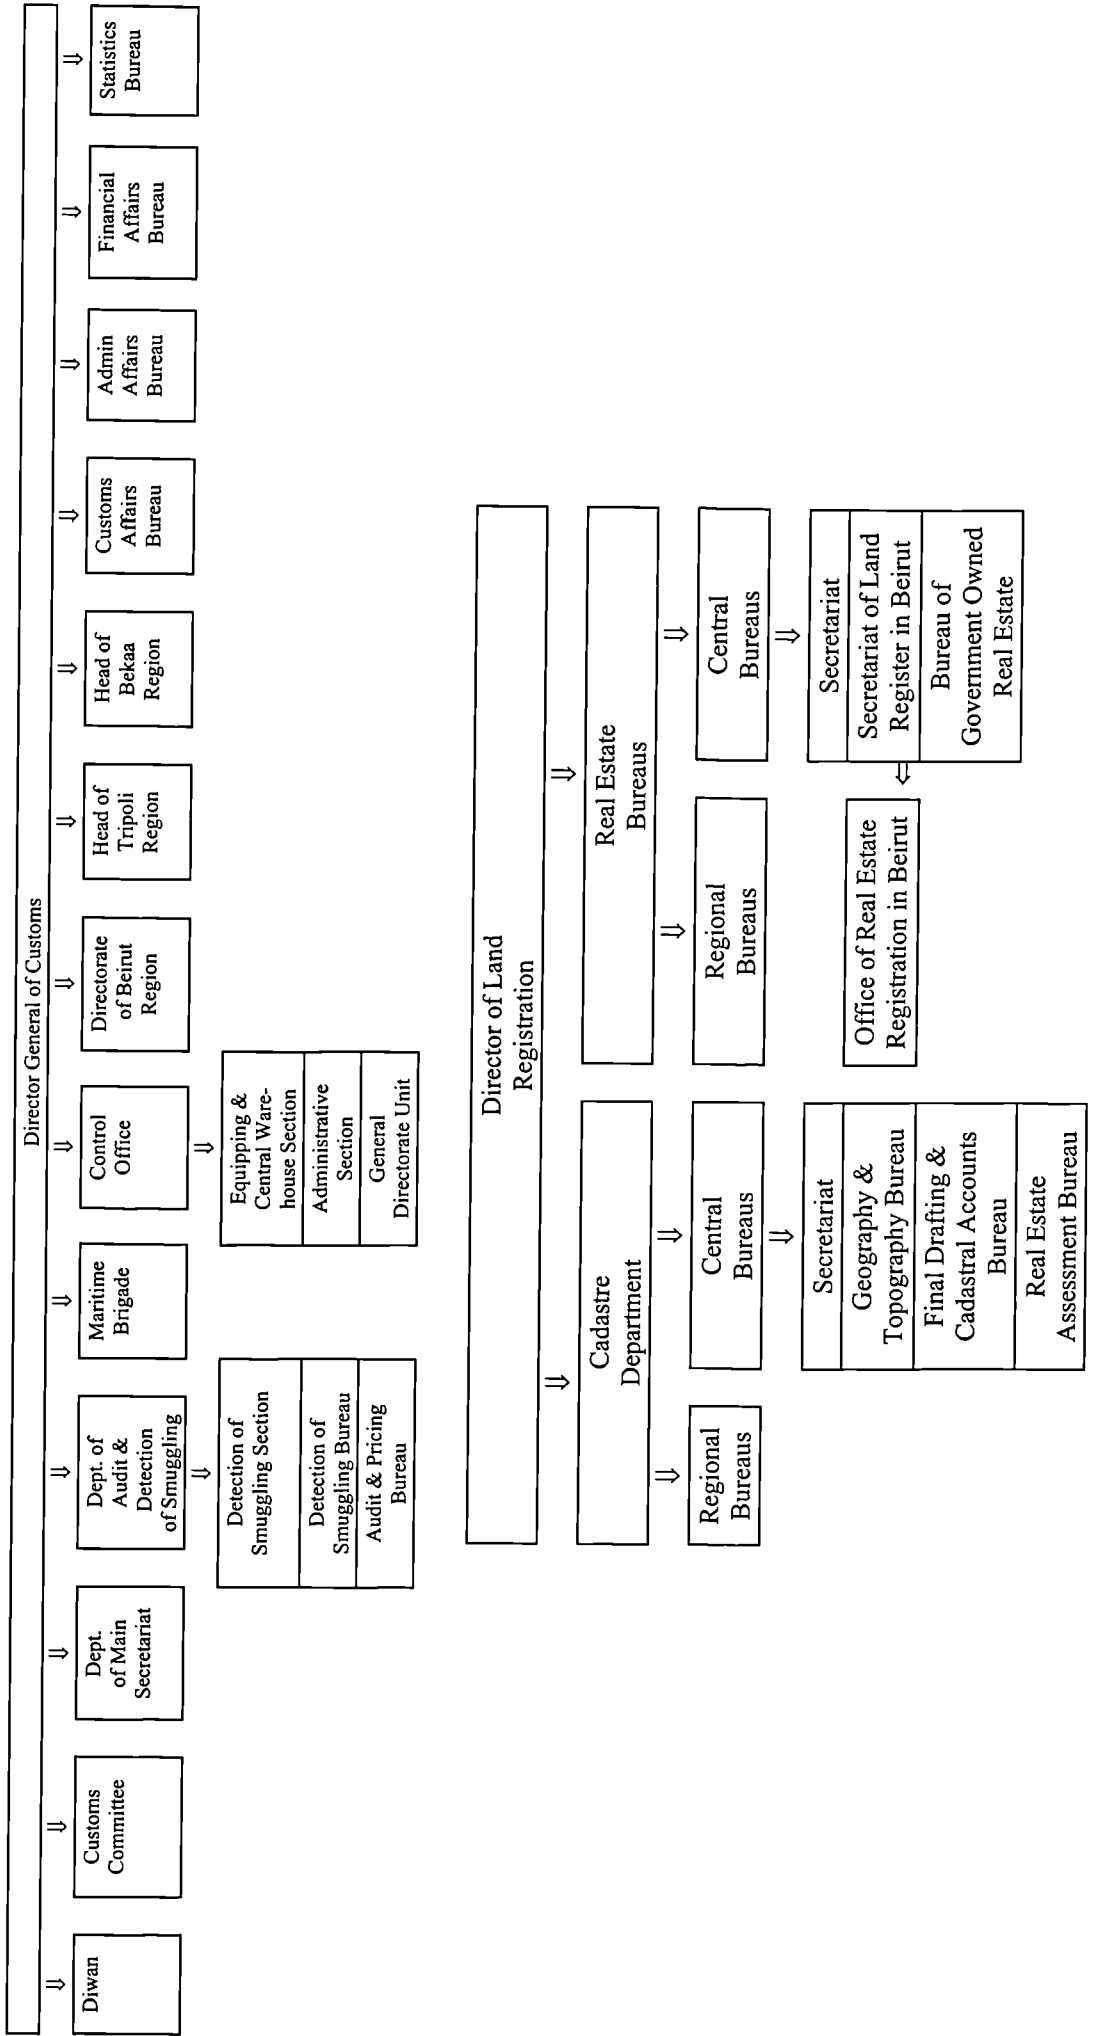 Director General of Customs
Diwan
Customs
Committee
Dept.
of Main
Secretariat
Dept. of
Audit &
Detection
of Smuggling
Maritime
Brigade
Control
Office
Directorate
of Beirut
Region
Head of
Tripoli
Region
Head of
Bekaa
Region
Customs
Affairs
Bureau
Admin
Affairs
Bureau
Financial
Affairs
Bureau
Statistics
Bureau
Detection of
Smuggling Section
Detection of
Smuggling Bureau
Audit & Pricing
Bureau
Equipping &
Central Ware-
house Section
Administrative
Section
General
Directorate Unit
Director of Land
Registration
Cadastre
Department
Real Estate
Bureaus
Regional
Bureaus
Central
Bureaus
Regional
Bureaus
Central
Bureaus
Secretariat
Geography &
Topography Bureau
Final Drafting &
Cadastral Accounts
Bureau
Real Estate
Assessment Bureau
Office of Real Estate
Registration in Beirut
Secretariat
Secretariat of Land
Register in Beirut
Bureau of
Government Owned
Real Estate